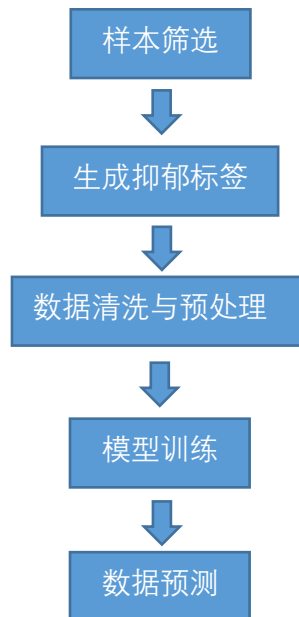 样本筛选
生成抑郁标签
数据清洗与预处理
模型训练
数据预测